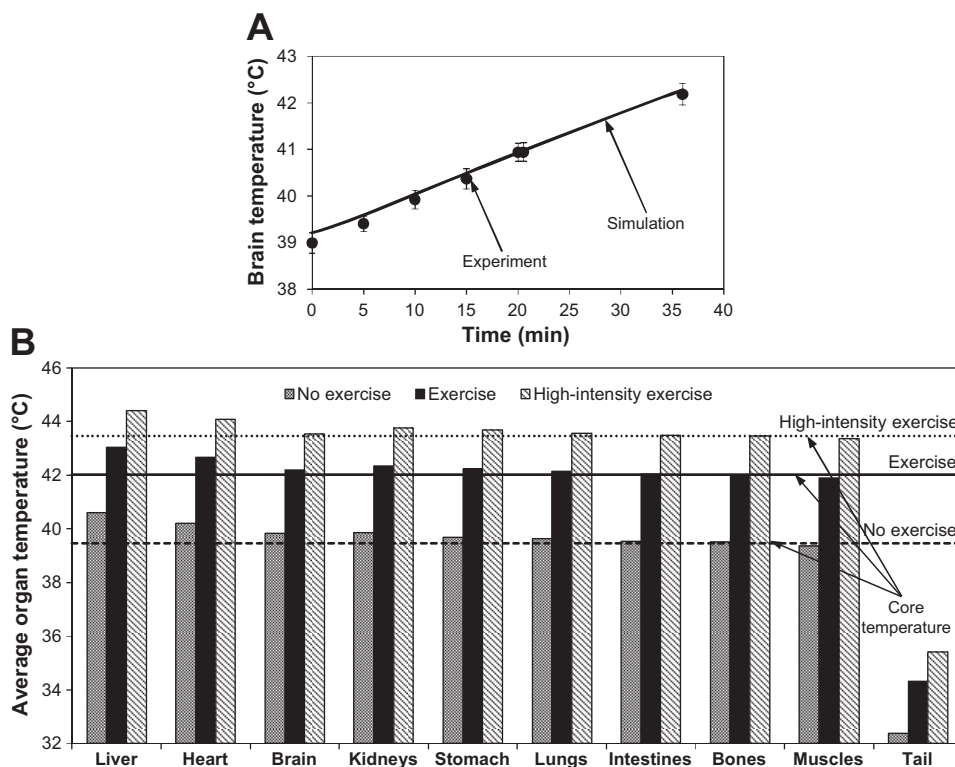 A
Brain temperature (°C)
43
42
41
40
39
38
Experiment
Simulation
0 5 10 15 20 25 30 35 40
Time (min)
B
Average organ temperature (°C)
46
44
42
40
38
36
34
32
No exercise Exercise High-intensity exercise
High-intensity exercise
Exercise
No exercise
Core
temperature
Liver Heart Brain Kidneys Stomach Lungs Intestines Bones Muscles Tail